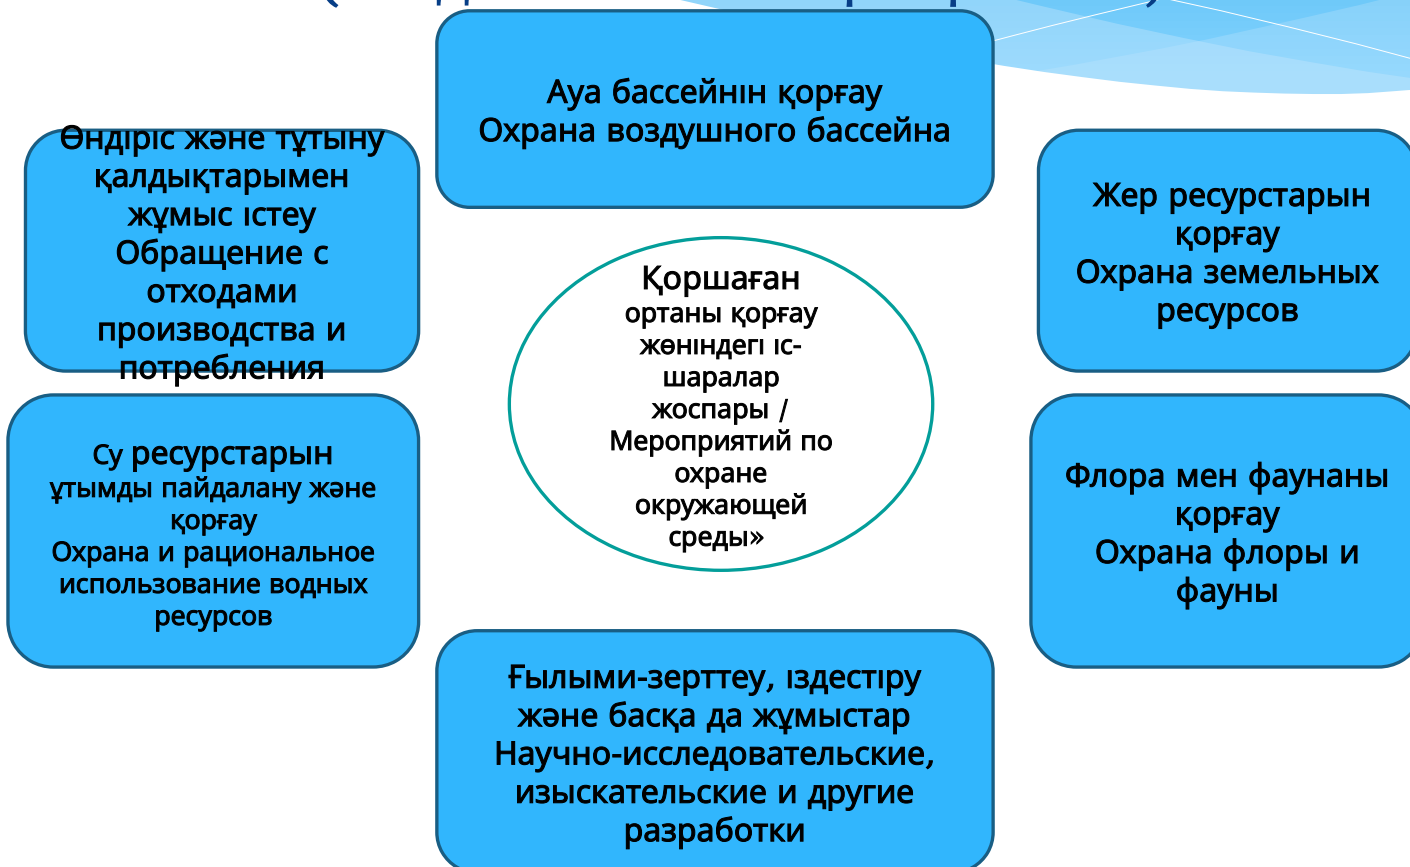 Ауа бассейнін қорғау
Охрана воздушного бассейна
Өндіріс және тұтыну
қалдықтарымен
жұмыс істеу
Обращение с
отходами
производства и
потребления
Жер ресурстарын
қорғау
Охрана земельных
ресурсов
Қоршаған
ортаны қорғау
жөніндегі іс-
шаралар
жоспары /
Мероприятий по
охране
окружающей
среды»
Су ресурстарын
ұтымды пайдалану және
қорғау
Охрана и рациональное
использование водных
ресурсов
Флора мен фаунаны
қорғау
Охрана флоры и
фауны
Ғылыми-зерттеу, іздестіру
және басқа да жұмыстар
Научно-исследовательские,
изыскательские и другие
разработки